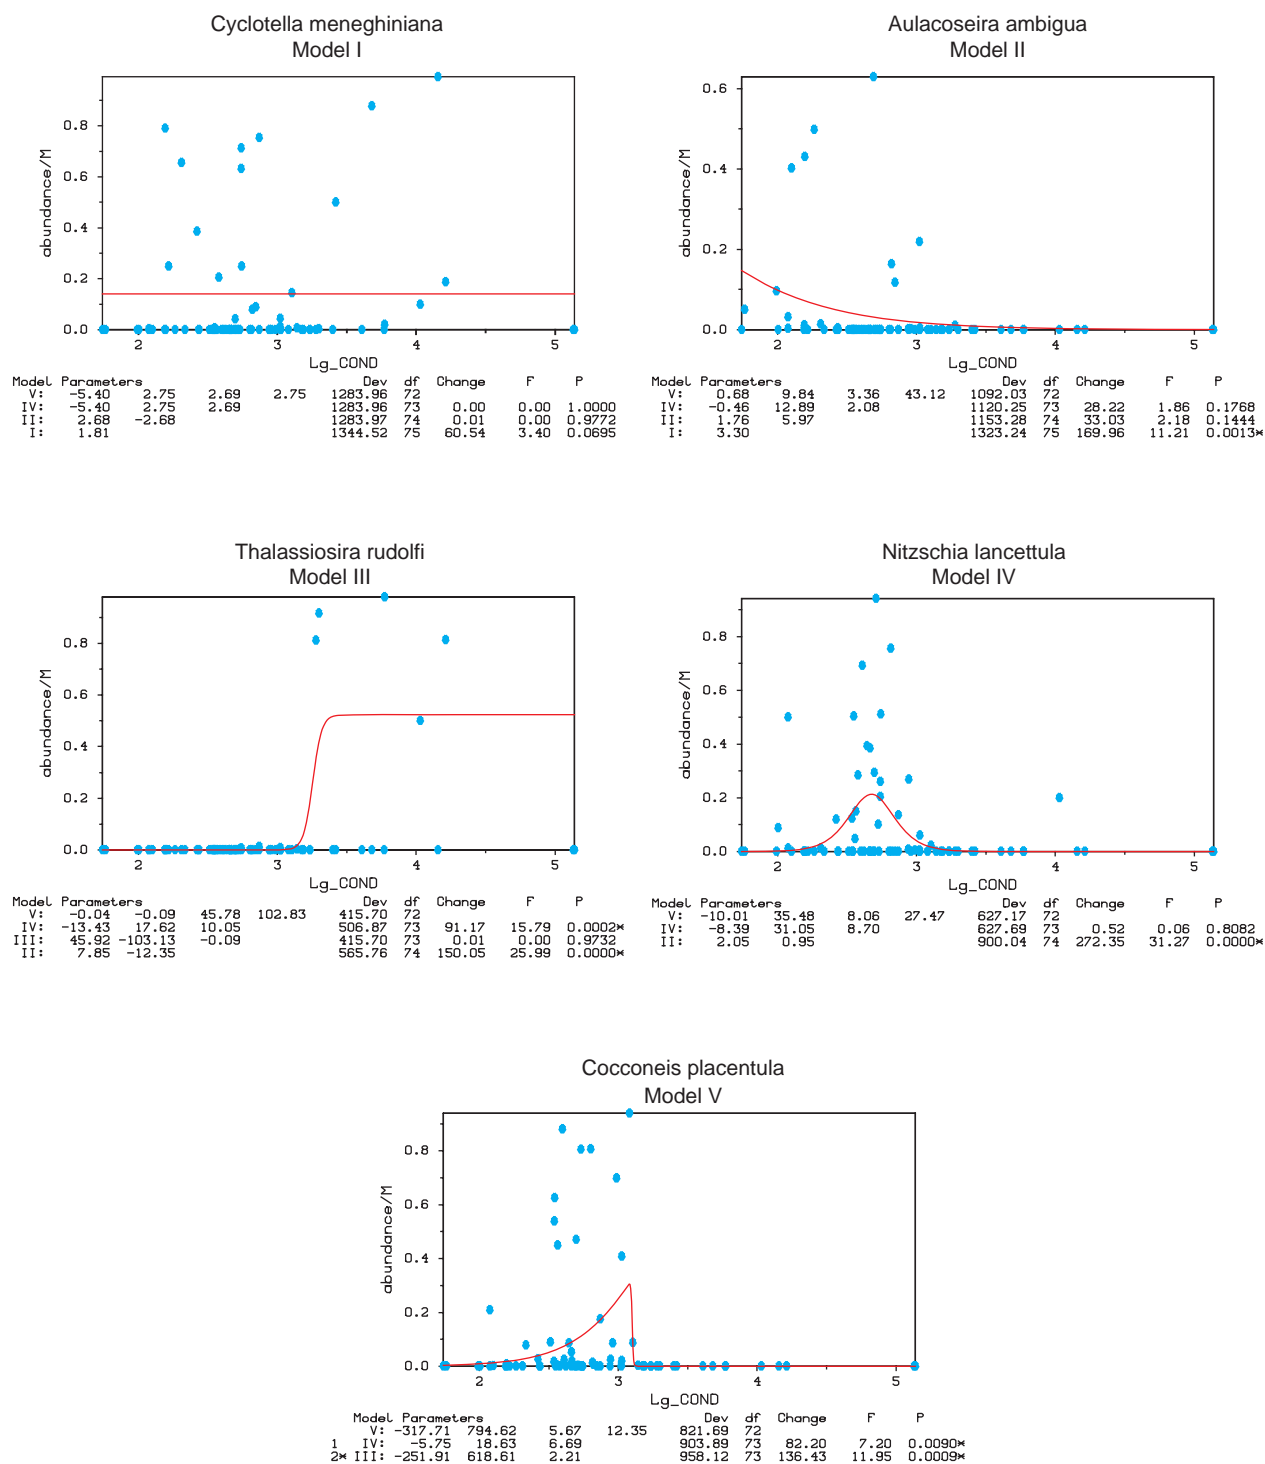 Cyclotella meneghiniana
Model I
0.8
0.6
0.4
0.2
0.0
abundance/M
2 3 4 5
Lg_COND
Model Parameters Dev df Change F P
V: -5.40 2.75 2.69 2.75 1283.96 72
IV: -5.40 2.75 2.69 1283.96 73 0.00 0.00 1.0000
II: 2.68 -2.68 1283.97 74 0.01 0.00 0.9772
I: 1.81 1344.52 75 60.54 3.40 0.0695
Aulacoseira ambigua
Model II
0.6
0.4
0.2
0.0
abundance/M
2 3 4 5
Lg_COND
Model Parameters Dev df Change F P
V: 0.68 9.84 3.36 43.12 1092.03 72
IV: -0.46 12.89 2.08 1120.25 73 28.22 1.86 0.1768
II: 1.76 5.97 1153.28 74 33.03 2.18 0.1444
I: 3.30 1323.24 75 169.96 11.21 0.0013*
Thalassiosira rudolfi
Model III
0.8
0.6
0.4
0.2
0.0
abundance/M
2 3 4 5
Lg_COND
Model Parameters Dev df Change F P
V: -0.04 -0.09 45.78 102.83 415.70 72
IV: -13.43 17.62 10.05 506.87 73 91.17 15.79 0.0002*
III: 45.92 -103.13 -0.09 415.70 73 0.01 0.00 0.9732
II: 7.85 -12.35 565.76 74 150.05 25.99 0.0000*
Nitzschia lancettula
Model IV
0.8
0.6
0.4
0.2
0.0
abundance/M
2 3 4 5
Lg_COND
Model Parameters Dev df Change F P
V: -10.01 35.48 8.06 27.47 627.17 72
IV: -8.39 31.05 8.70 627.69 73 0.52 0.06 0.8082
II: 2.05 0.95 900.04 74 272.35 31.27 0.0000*
Cocconeis placentula
Model V
0.8
0.6
0.4
0.2
0.0
abundance/M
2 3 4 5
Lg_COND
Model Parameters Dev df Change F P
V: -317.71 794.62 5.67 12.35 821.69 72
1 IV: -5.75 18.63 6.69 903.89 73 82.20 7.20 0.0090*
2* III: -251.91 618.61 2.21 958.12 73 136.43 11.95 0.0009*